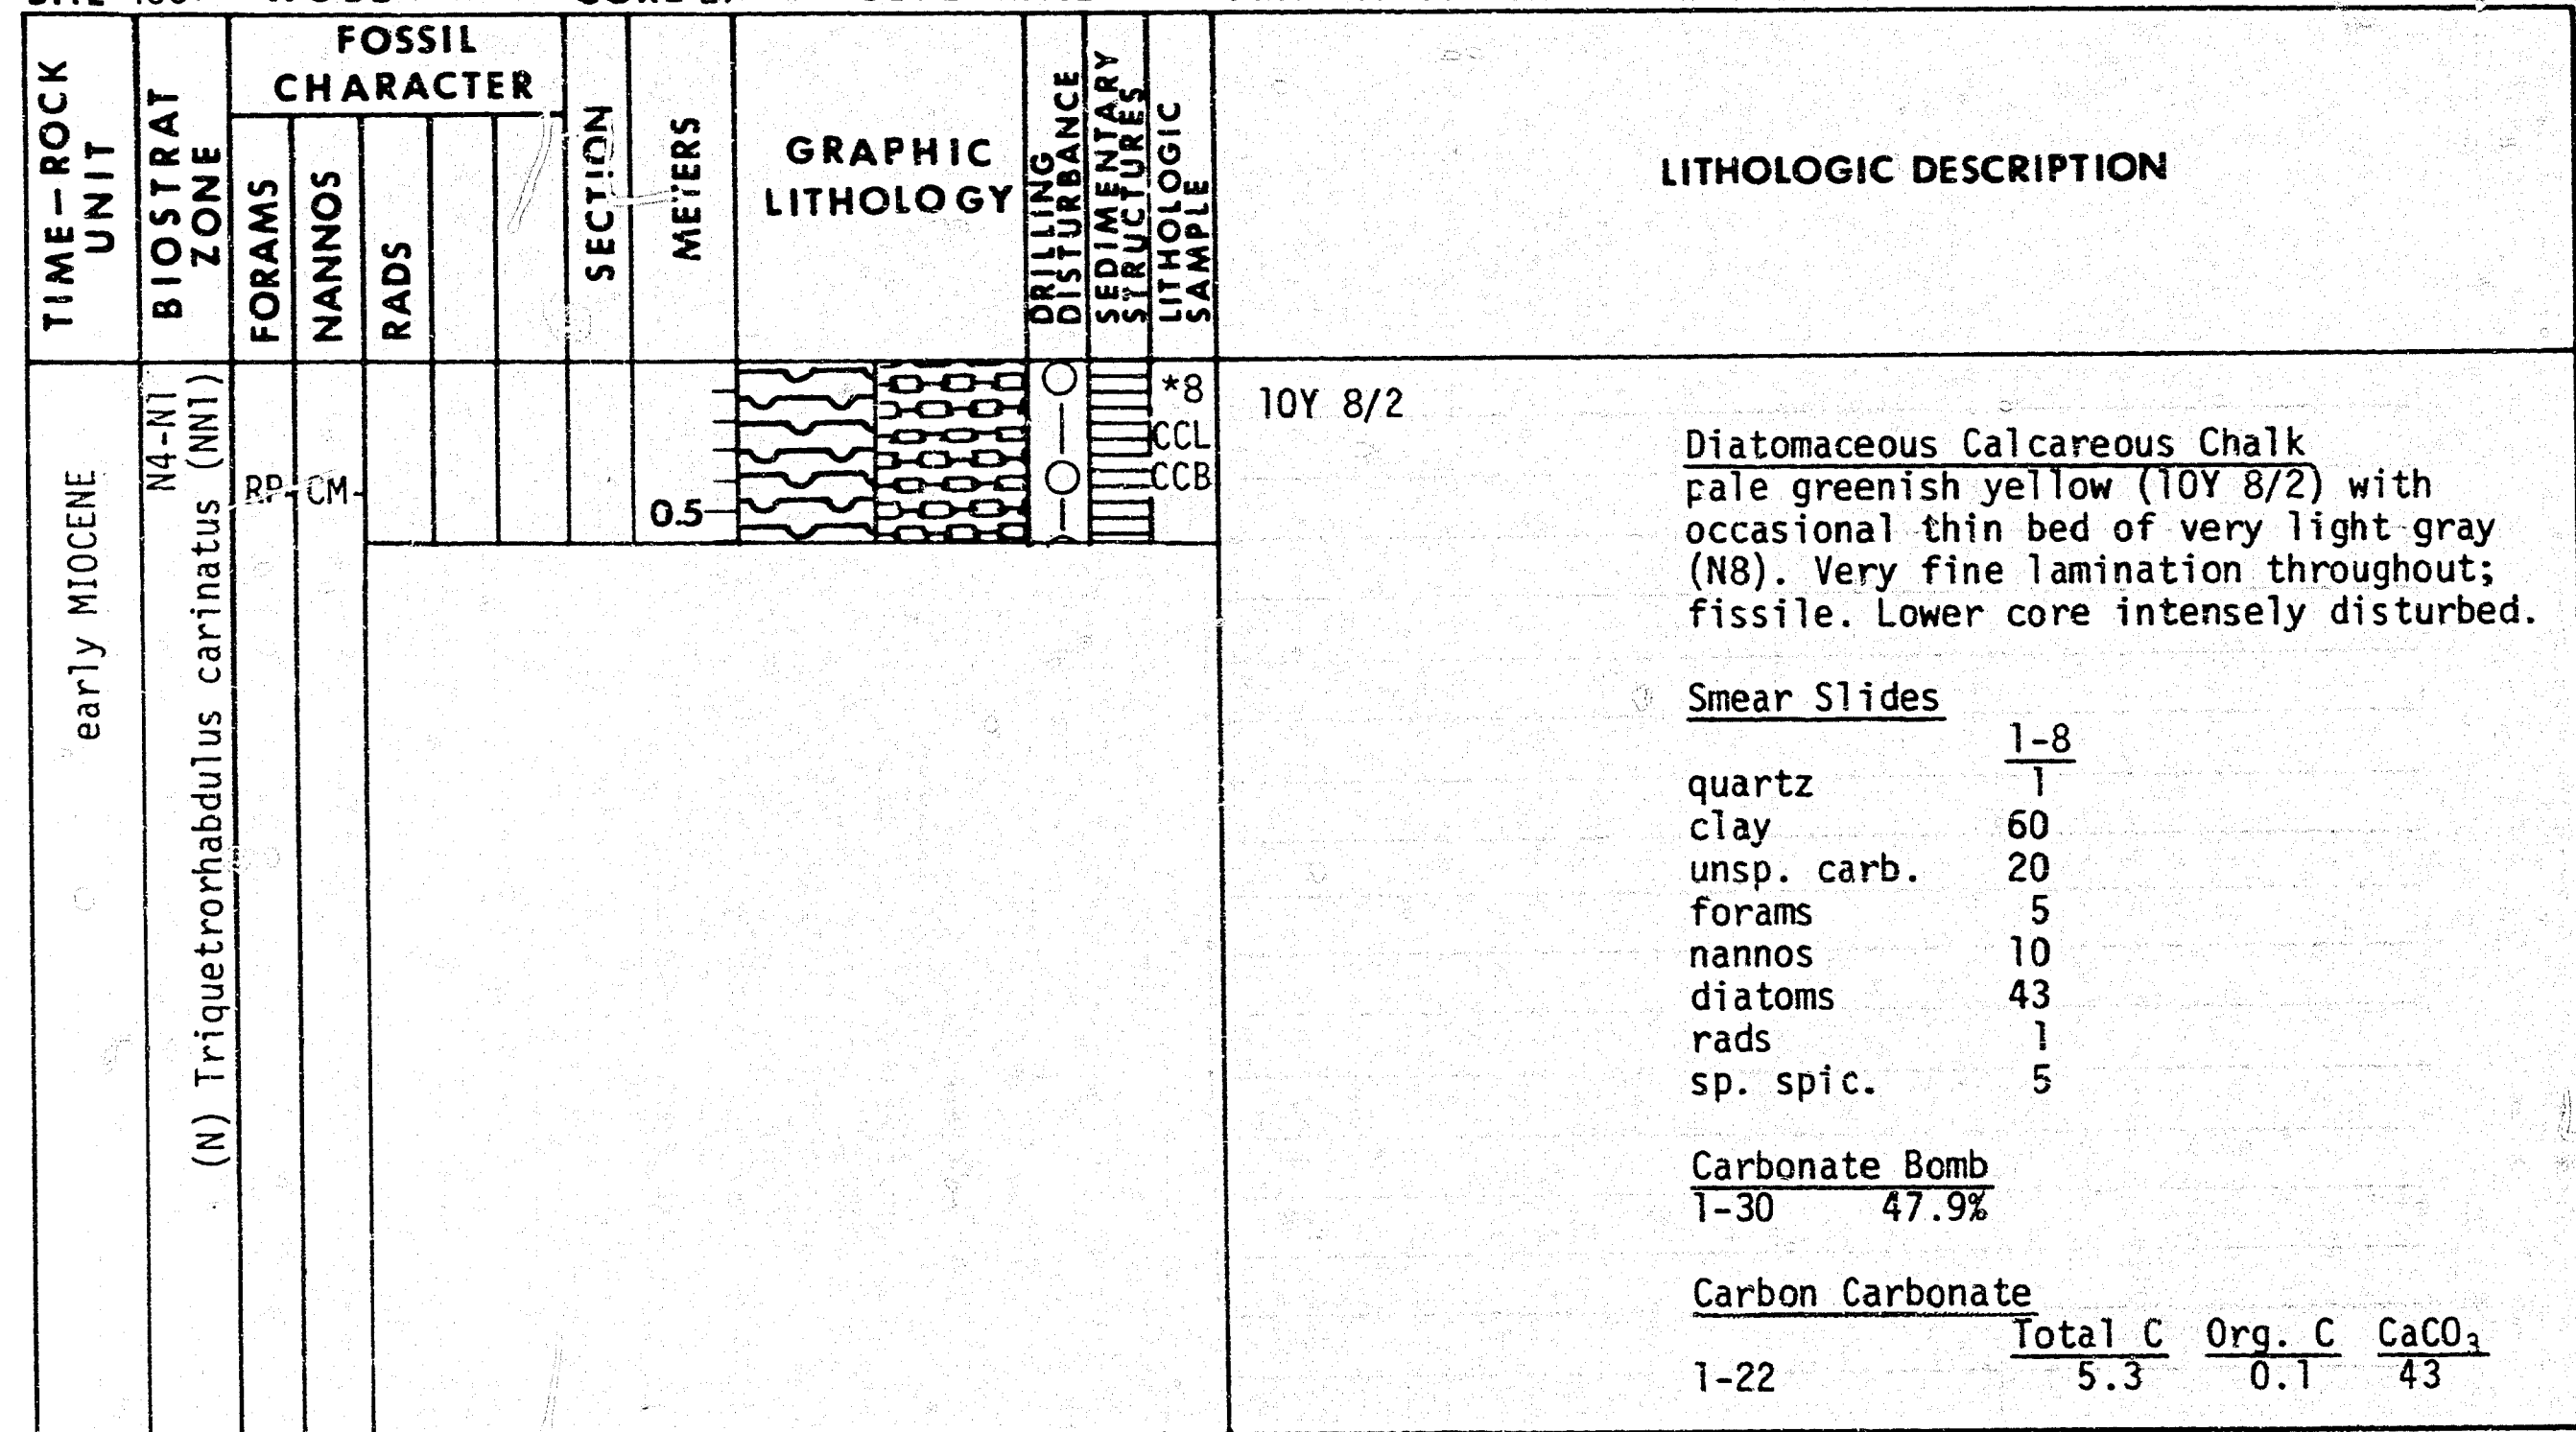 TIME–ROCK
UNIT
BIOSTRAT
ZONE
FOSSIL
CHARACTER
FORAMS
NANNOS
RADS
SECTION
METERS
GRAPHIC
LITHOLOGY
DRILLING
DISTURBANCE
SEDIMENTARY
STRUCTURES
LITHOLOGIC
SAMPLE
LITHOLOGIC DESCRIPTION
early MIOCENE
N4-N1
(N) Triquetrorhabdulus carinatus (NN1)
RP
CM
0.5
*8
CCL
CCB
10Y 8/2
Diatomaceous Calcareous Chalk
pale greenish yellow (10Y 8/2) with
occasional thin bed of very light gray
(N8). Very fine lamination throughout;
fissile. Lower core intensely disturbed.
Smear Slides
1-8
quartz 1
clay 60
unsp. carb. 20
forams 5
nannos 10
diatoms 43
rads 1
sp. spic. 5
Carbonate Bomb
1-30 47.9%
Carbon Carbonate
Total C Org. C CaCO₃
1-22 5.3 0.1 43